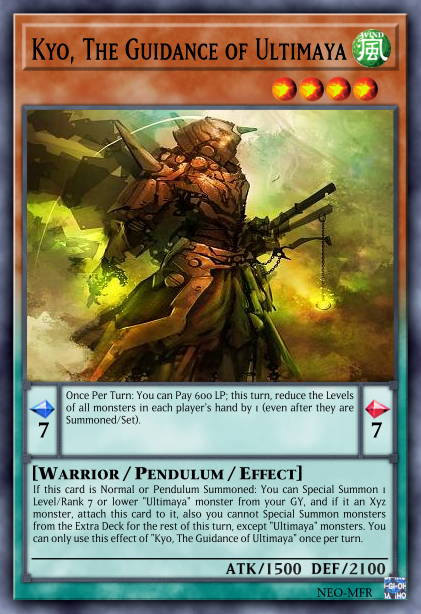 Kyo, The Guidance of Ultimaya
WIND
風
Once Per Turn: You can Pay 600 LP; this turn, reduce the Levels
of all monsters in each player's hand by 1 (even after they are
Summoned/Set).
7
7
[Warrior / Pendulum / Effect]
If this card is Normal or Pendulum Summoned: You can Special Summon 1
Level/Rank 7 or lower "Ultimaya" monster from your GY, and if it an Xyz
monster, attach this card to it, also you cannot Special Summon monsters
from the Extra Deck for the rest of this turn, except "Ultimaya" monsters. You
can only use this effect of "Kyo, The Guidance of Ultimaya" once per turn.
ATK/1500 DEF/2100
NEO-MFR